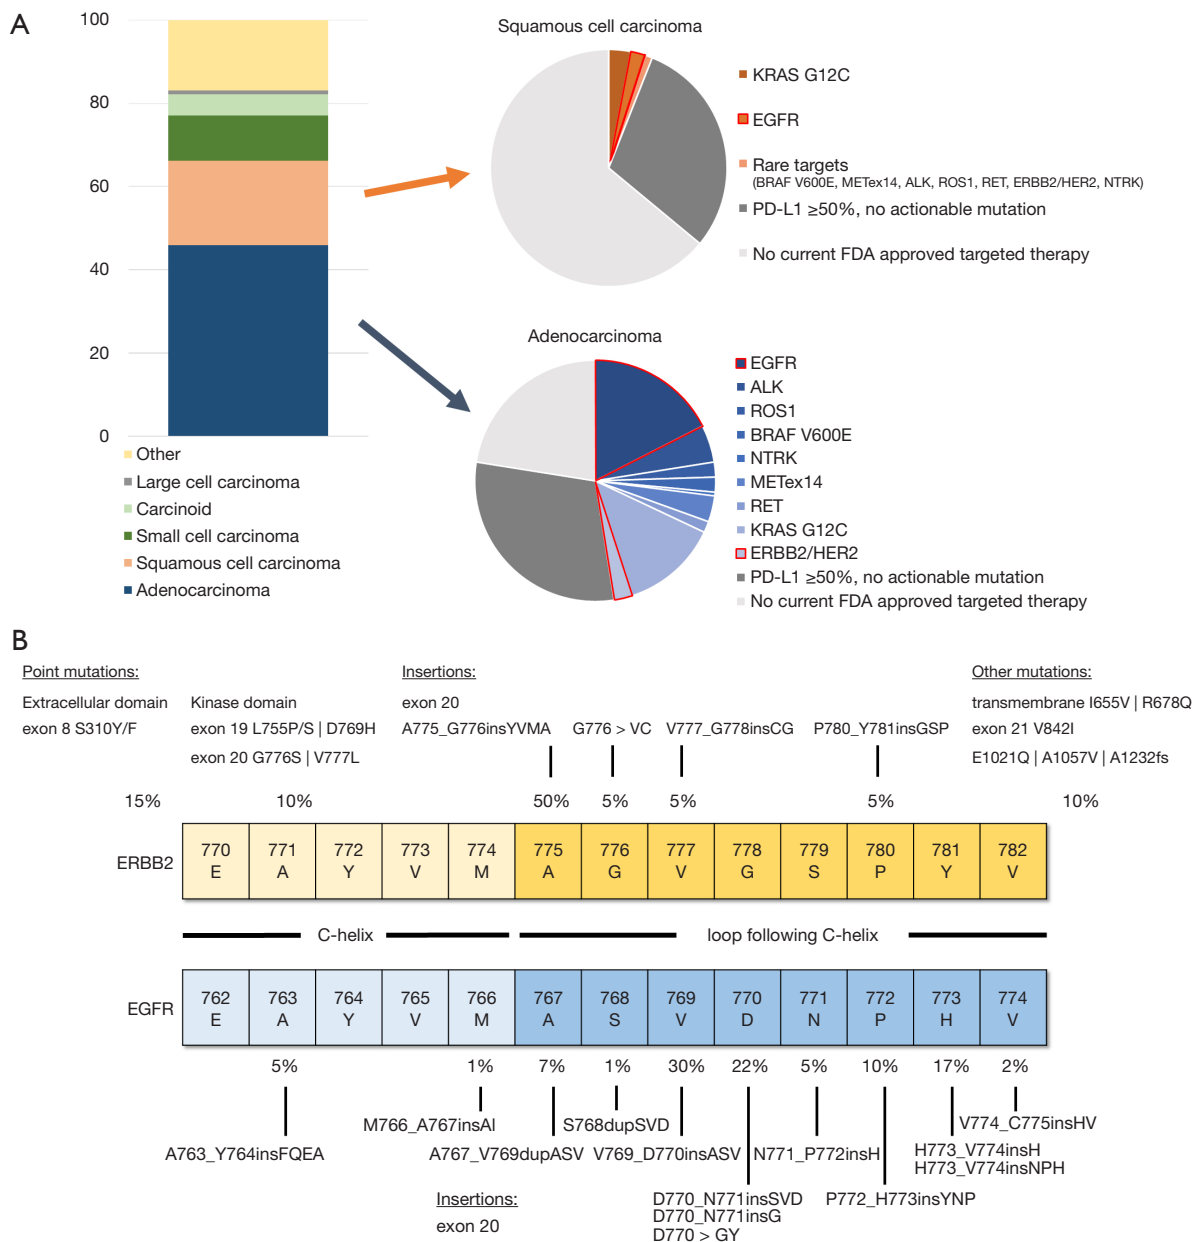 A
100
80
60
40
20
0
Other
Large cell carcinoma
Carcinoid
Small cell carcinoma
Squamous cell carcinoma
Adenocarcinoma
Squamous cell carcinoma
KRAS G12C
EGFR
Rare targets
(BRAF V600E, METex14, ALK, ROS1, RET, ERBB2/HER2, NTRK)
PD-L1 ≥50%, no actionable mutation
No current FDA approved targeted therapy
Adenocarcinoma
EGFR
ALK
ROS1
BRAF V600E
NTRK
METex14
RET
KRAS G12C
ERBB2/HER2
PD-L1 ≥50%, no actionable mutation
No current FDA approved targeted therapy
B
Point mutations:
Extracellular domain
exon 8 S310Y/F
Kinase domain
exon 19 L755P/S | D769H
exon 20 G776S | V777L
Insertions:
exon 20
A775_G776insYVMA
G776 > VC
V777_G778insCG
P780_Y781insGSP
Other mutations:
transmembrane I655V | R678Q
exon 21 V842I
E1021Q | A1057V | A1232fs
15% 10% 50% 5% 5% 5% 10%
ERBB2
770 771 772 773 774 775 776 777 778 779 780 781 782
E A Y V M A G V G S P Y V
C-helix
loop following C-helix
EGFR
762 763 764 765 766 767 768 769 770 771 772 773 774
E A Y V M A S V D N P H V
5% 1% 7% 1% 30% 22% 5% 10% 17% 2%
M766_A767insAI
S768dupSVD
V774_C775insHV
A763_Y764insFQEA
A767_V769dupASV
V769_D770insASV
N771_P772insH
H773_V774insH
H773_V774insNPH
Insertions:
exon 20
D770_N771insSVD
D770_N771insG
D770 > GY
P772_H773insYNP